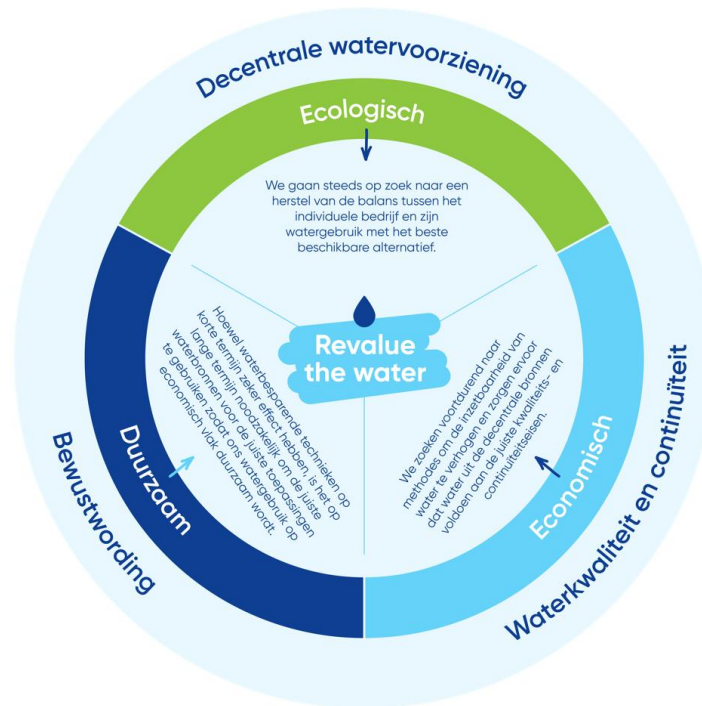 Decentrale watervoorziening
Ecologisch
We gaan steeds op zoek naar een
herstel van de balans tussen het
individuele bedrijf en zijn
watergebruik met het beste
beschikbare alternatief.
Revalue
the water
Hoewel waterbesparende technieken op
korte termijn zeker effect hebben, is het op
lange termijn noodzakelijk om de juiste
waterbronnen voor de juiste toepassingen
te gebruiken zodat ons watergebruik op
economisch vlak duurzaam wordt.
Duurzaam
Bewustwording
We zoeken voortdurend naar
methodes om de inzetbaarheid van
water te verhogen en zorgen ervoor
dat water uit de decentrale bronnen
voldoen aan de juiste kwaliteits- en
continuïteitseisen.
Economisch
Waterkwaliteit en continuïteit